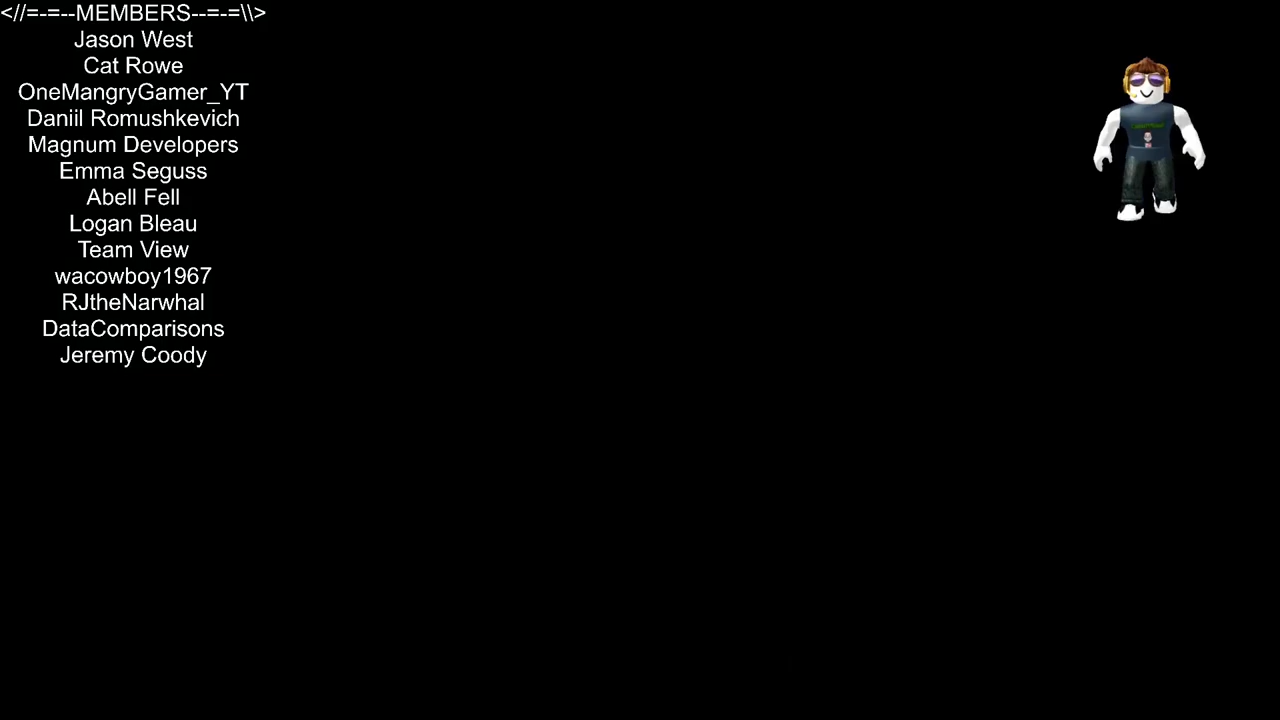 <//=-=--MEMBERS--=-=\\>
Jason West
Cat Rowe
OneMangryGamer_YT
Daniil Romushkevich
Magnum Developers
Emma Seguss
Abell Fell
Logan Bleau
Team View
wacowboy1967
RJtheNarwhal
DataComparisons
Jeremy Coody